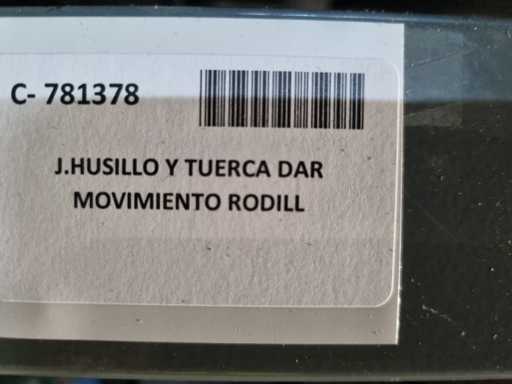 C- 781378
J.HUSILLO Y TUERCA DAR
MOVIMIENTO RODILL